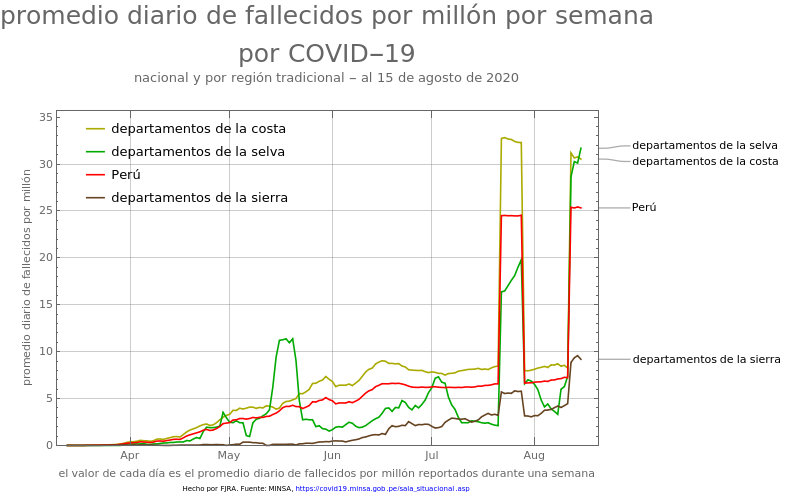 promedio diario de fallecidos por millón por semana
por COVID−19
nacional y por región tradicional − al 15 de agosto de 2020
35
30
25
20
15
10
5
0
promedio diario de fallecidos por millón
departamentos de la costa
departamentos de la selva
Perú
departamentos de la sierra
departamentos de la selva
departamentos de la costa
Perú
departamentos de la sierra
Apr May Jun Jul Aug
el valor de cada día es el promedio diario de fallecidos por millón reportados durante una semana
Hecho por FJRA. Fuente: MINSA, https://covid19.minsa.gob.pe/sala_situacional.asp